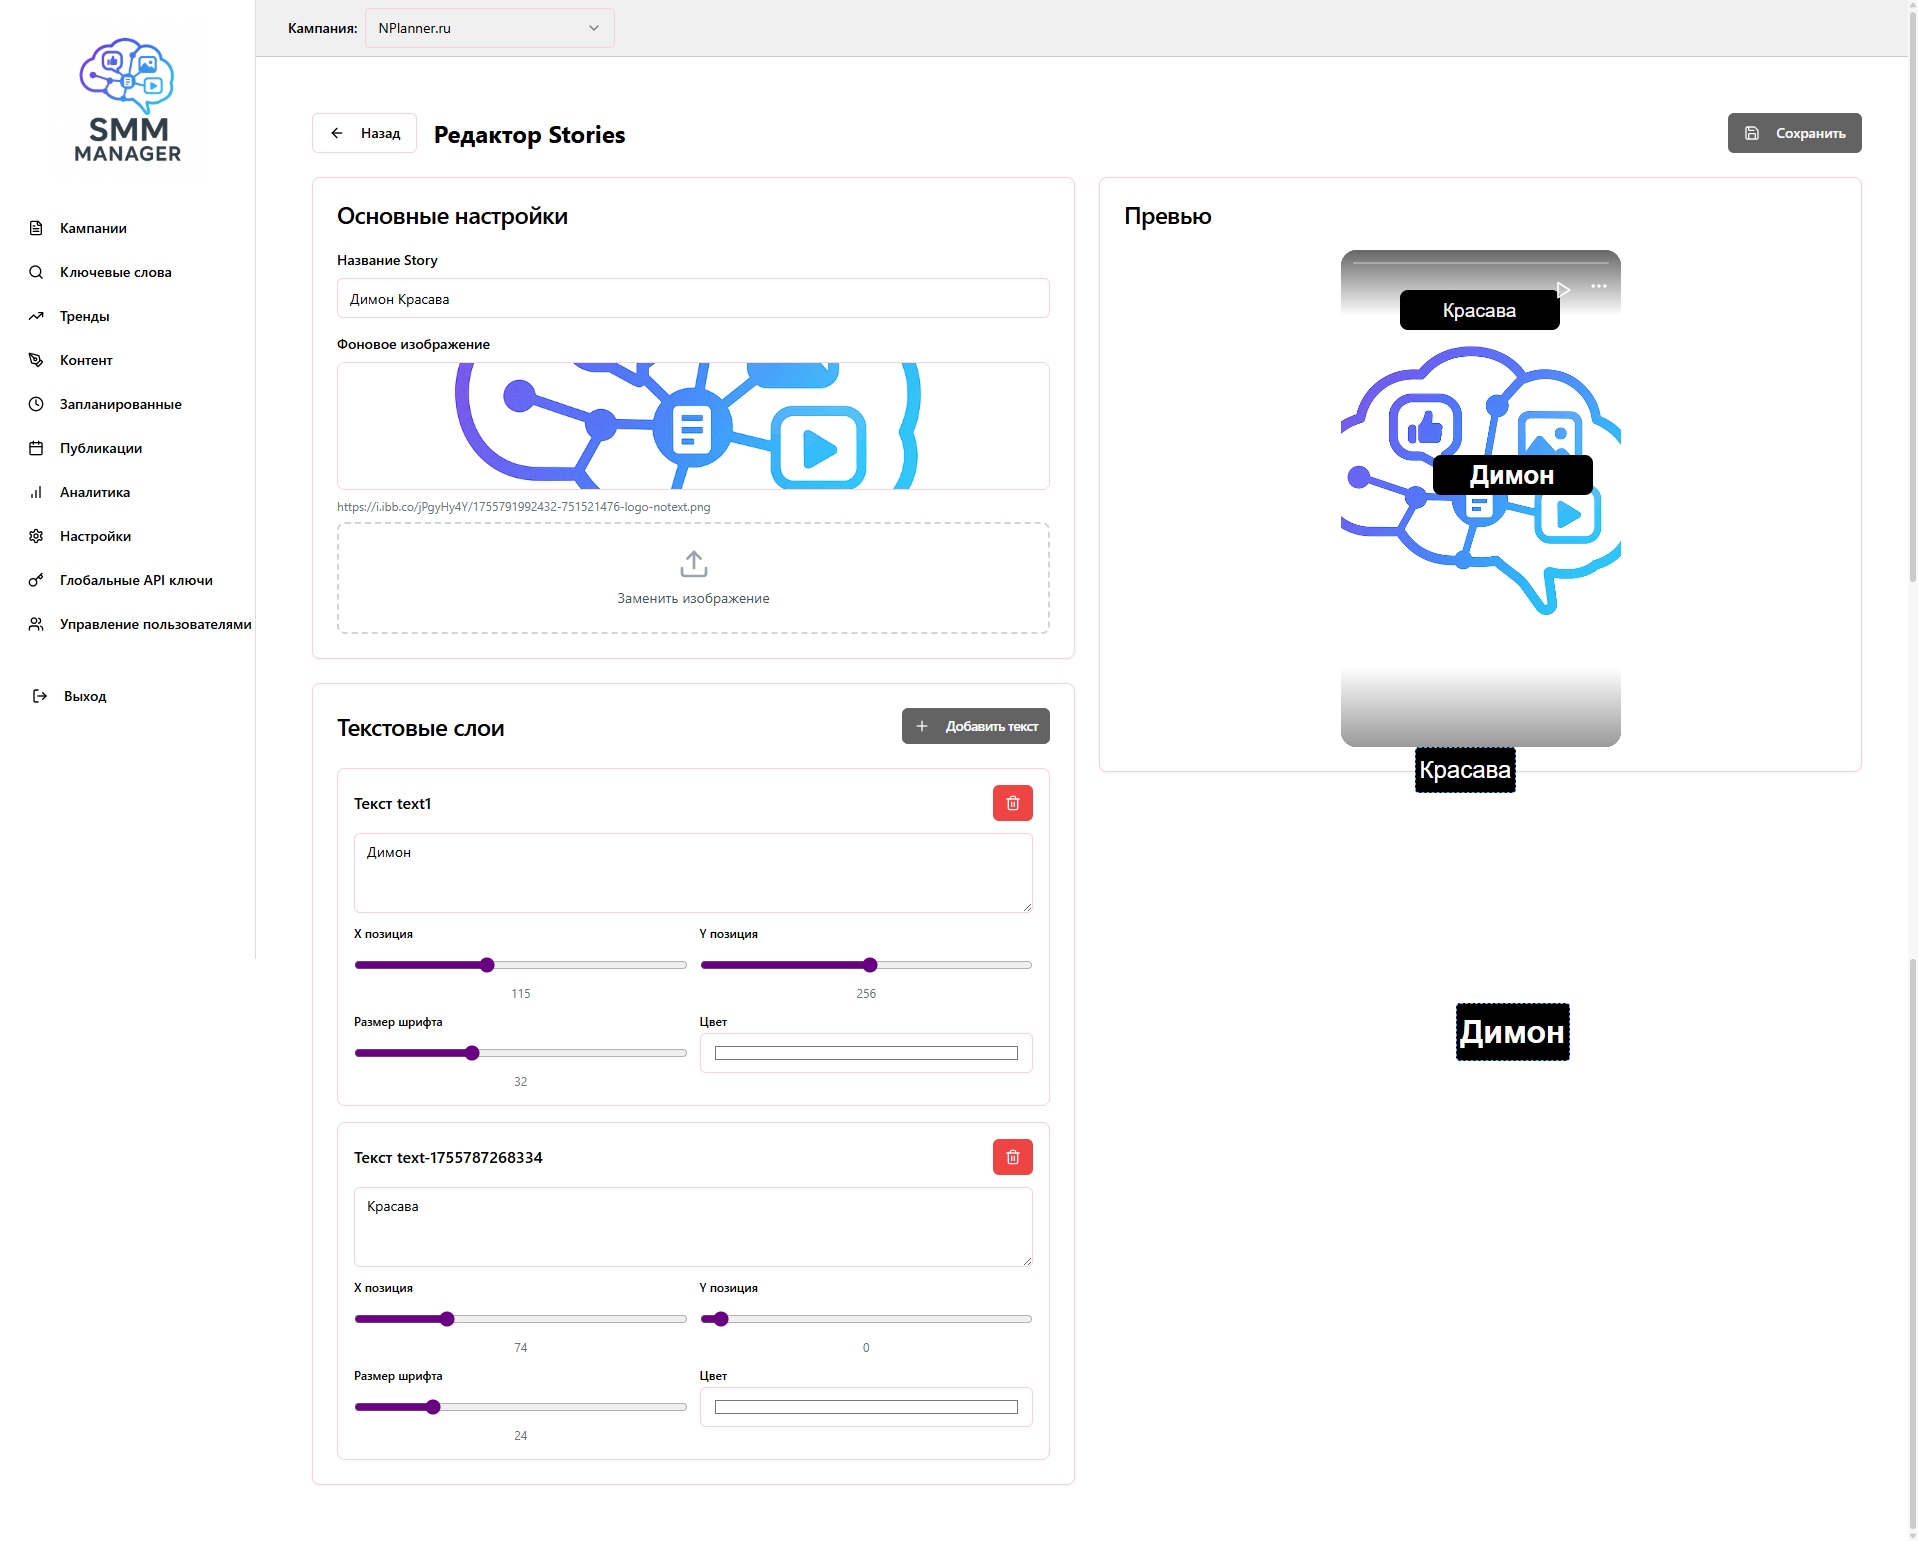 Кампания:
NPlanner.ru
SMM
MANAGER
Кампании
Ключевые слова
Тренды
Контент
Запланированные
Публикации
Аналитика
Настройки
Глобальные API ключи
Управление пользователями
Выход
Назад
Редактор Stories
Сохранить
Основные настройки
Название Story
Димон Красава
Фоновое изображение
https://i.ibb.co/jPgyHy4Y/1755791992432-751521476-logo-notext.png
Заменить изображение
Текстовые слои
Добавить текст
Текст text1
Димон
X позиция
Y позиция
115
256
Размер шрифта
Цвет
32
Текст text-1755787268334
Красава
X позиция
Y позиция
74
0
Размер шрифта
Цвет
24
Превью
Красава
Димон
Красава
Димон